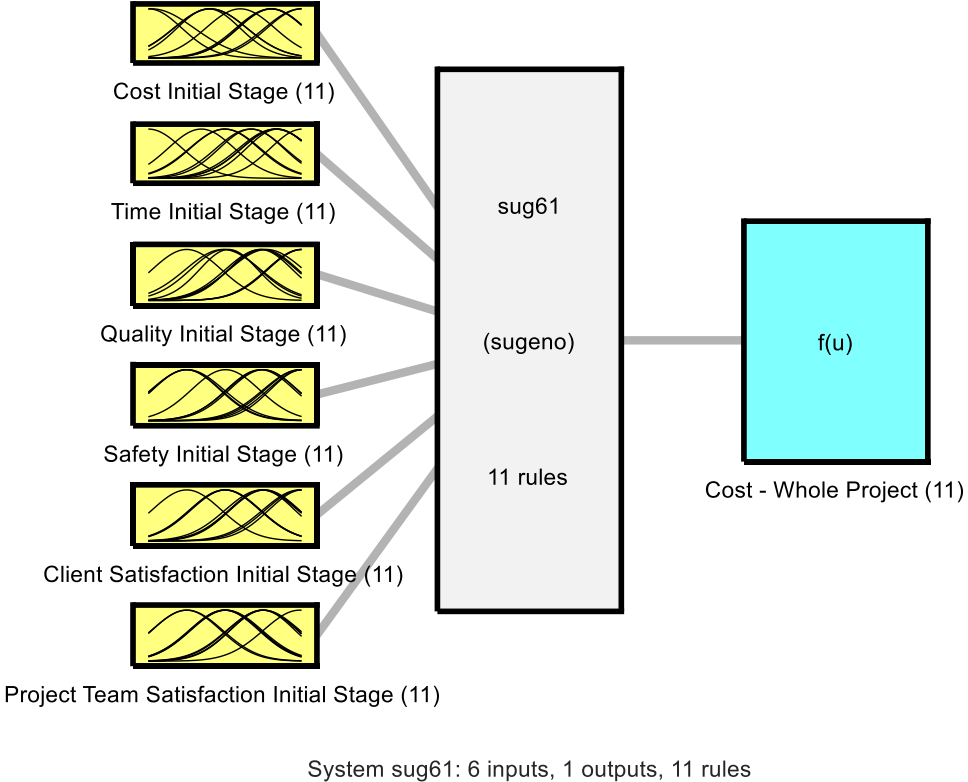 Cost Initial Stage (11)
Time Initial Stage (11)
Quality Initial Stage (11)
Safety Initial Stage (11)
Client Satisfaction Initial Stage (11)
Project Team Satisfaction Initial Stage (11)
sug61
(sugeno)
11 rules
f(u)
Cost - Whole Project (11)
System sug61: 6 inputs, 1 outputs, 11 rules